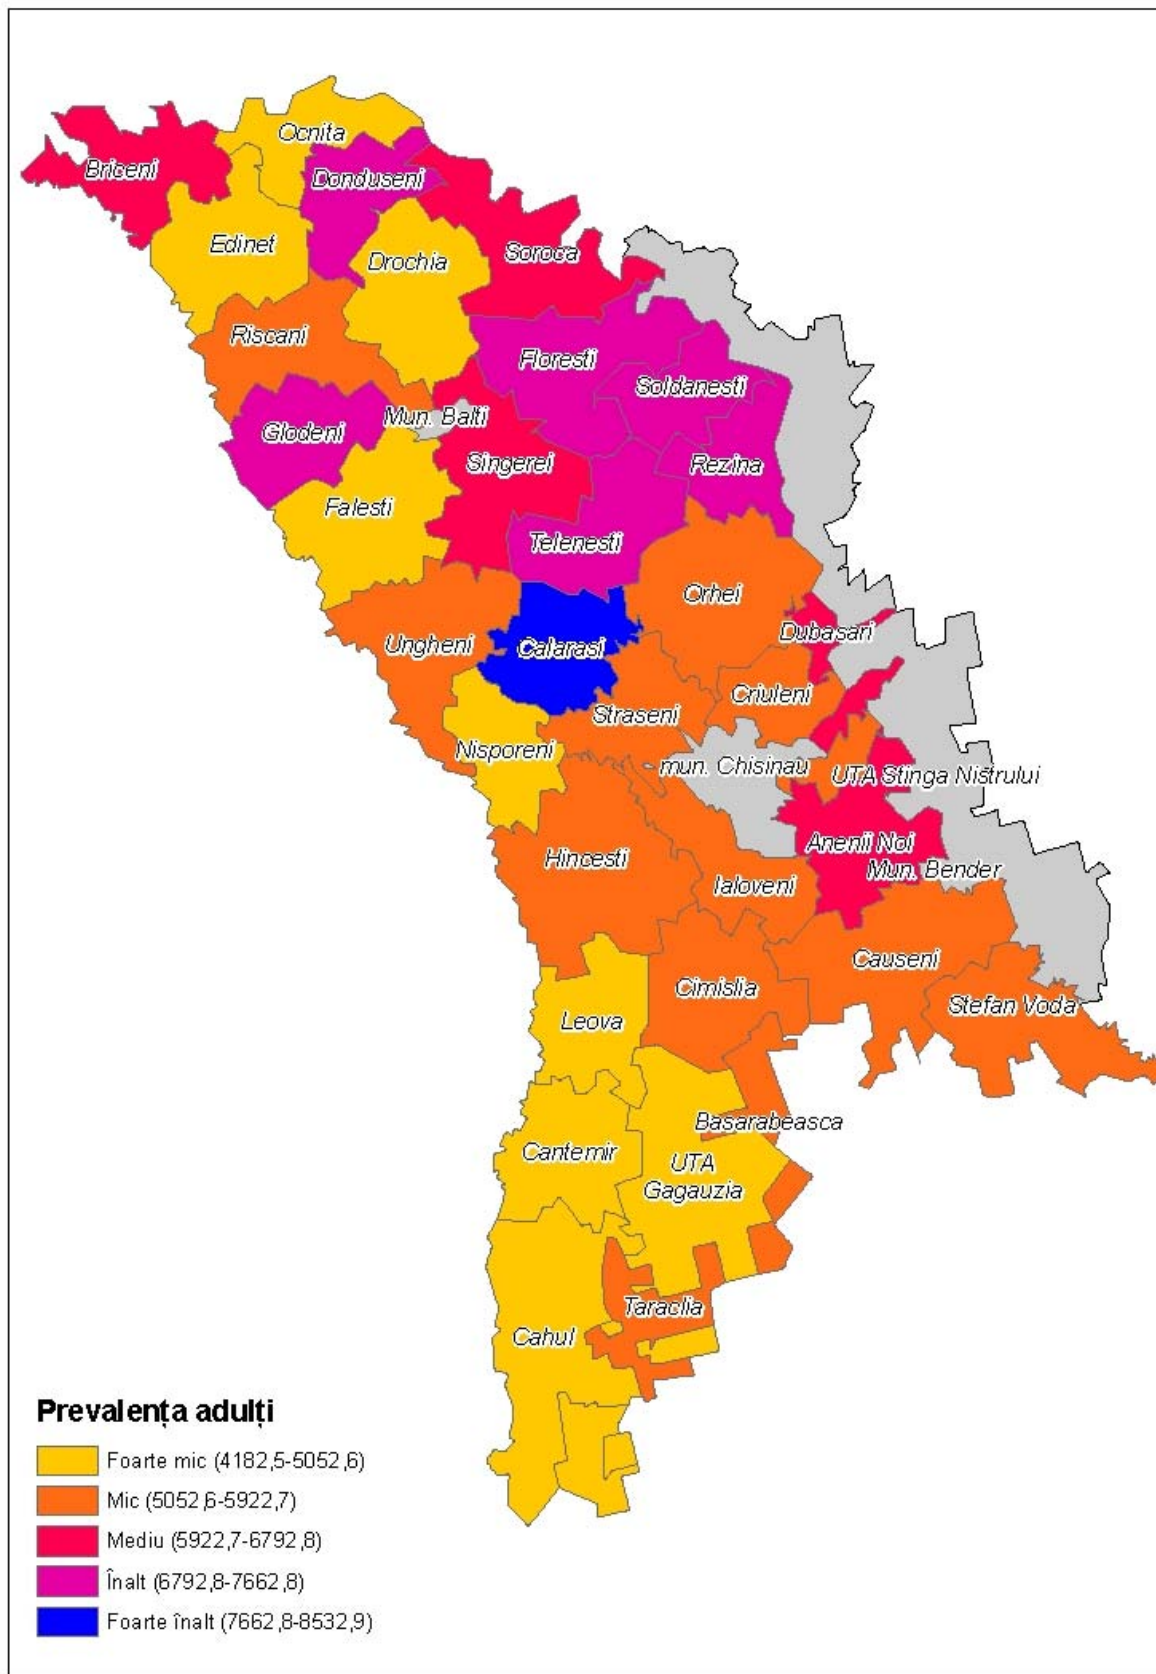 Ocnita
Briceni
Donduseni
Edinet
Drochia
Soroca
Riscani
Floresti
Soldanesti
Mun. Balti
Glodeni
Singerei
Rezina
Falesti
Telenesti
Orhei
Dubasari
Ungheni
Calarasi
Criuleni
Straseni
Nisporeni
mun. Chisinau
UTA Stinga Nistrului
Anenii Noi
Hincesti
Mun. Bender
Ialoveni
Causeni
Cimislia
Stefan Voda
Leova
Basarabeasca
Cantemir
UTA
Gagauzia
Taraclia
Cahul
Prevalența adulți
Foarte mic (4182,5-5052,6)
Mic (5052,6-5922,7)
Mediu (5922,7-6792,8)
Înalt (6792,8-7662,8)
Foarte înalt (7662,8-8532,9)